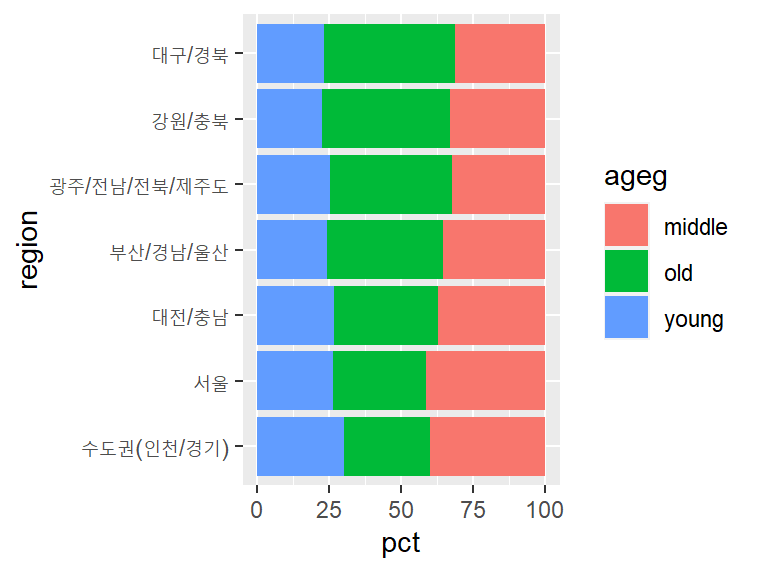 대구/경북
강원/충북
광주/전남/전북/제주도
부산/경남/울산
대전/충남
서울
수도권(인천/경기)
region
0 25 50 75 100
pct
ageg
middle
old
young